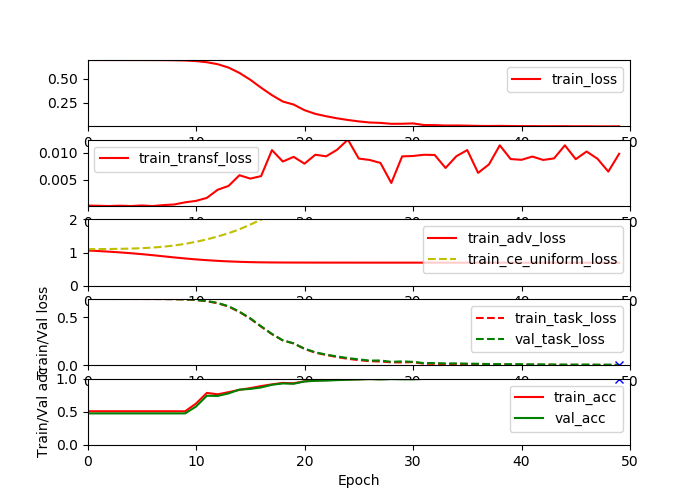 0.50
0.25
train_loss
0 10 20 30 40 50
0.010
0.005
train_transf_loss
0 10 20 30 40 50
2
1
0
train_adv_loss
train_ce_uniform_loss
0 10 20 30 40 50
Train/Val loss
0.5
0.0
train_task_loss
val_task_loss
0 10 20 30 40 50
Train/Val acc
1.0
0.5
0.0
train_acc
val_acc
0 10 20 30 40 50
Epoch